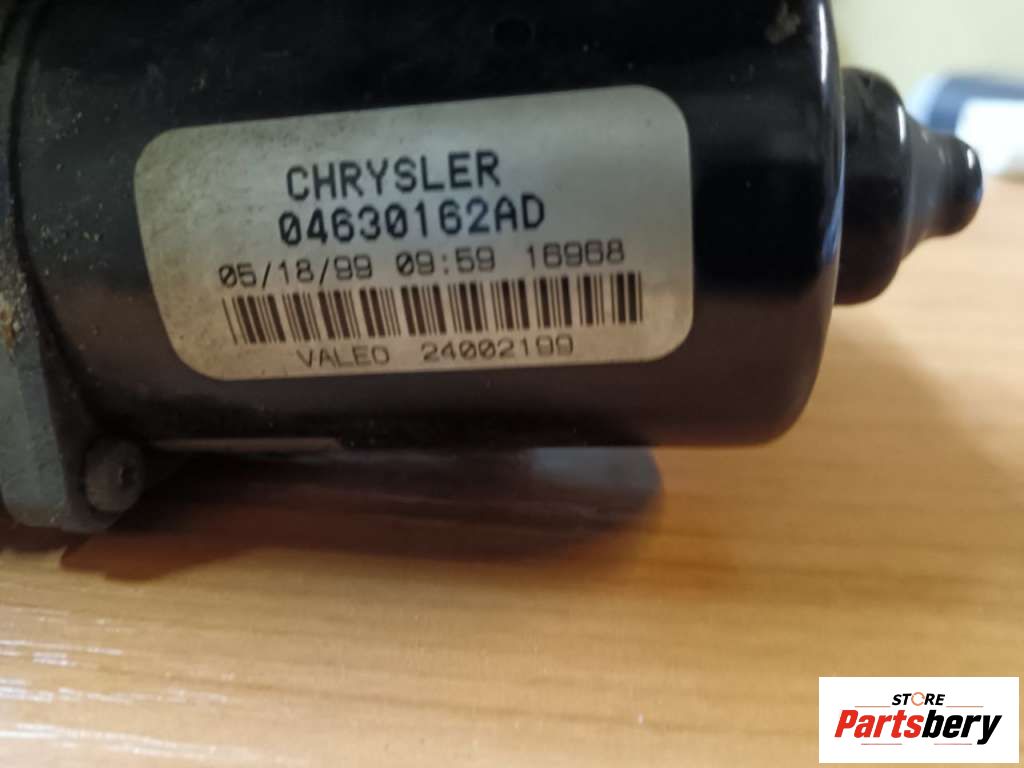 CHRYSLER
04630162AD
05/18/99 09:59 16968
VALEO 24002199
STORE
Partsbery